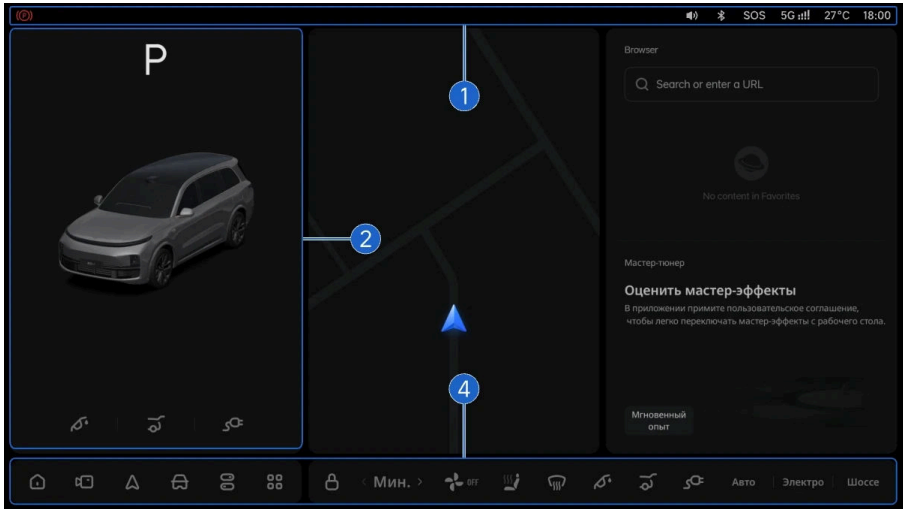 (P)
SOS 5G 27°C 18:00
P
1
Browser
Search or enter a URL
No content in Favorites
2
Мастер-тюнер
Оценить мастер-эффекты
В приложении примите пользовательское соглашение,
чтобы легко переключать мастер-эффекты с рабочего стола.
4
Мгновенный
опыт
< Мин. > OFF Авто Электро Шоссе